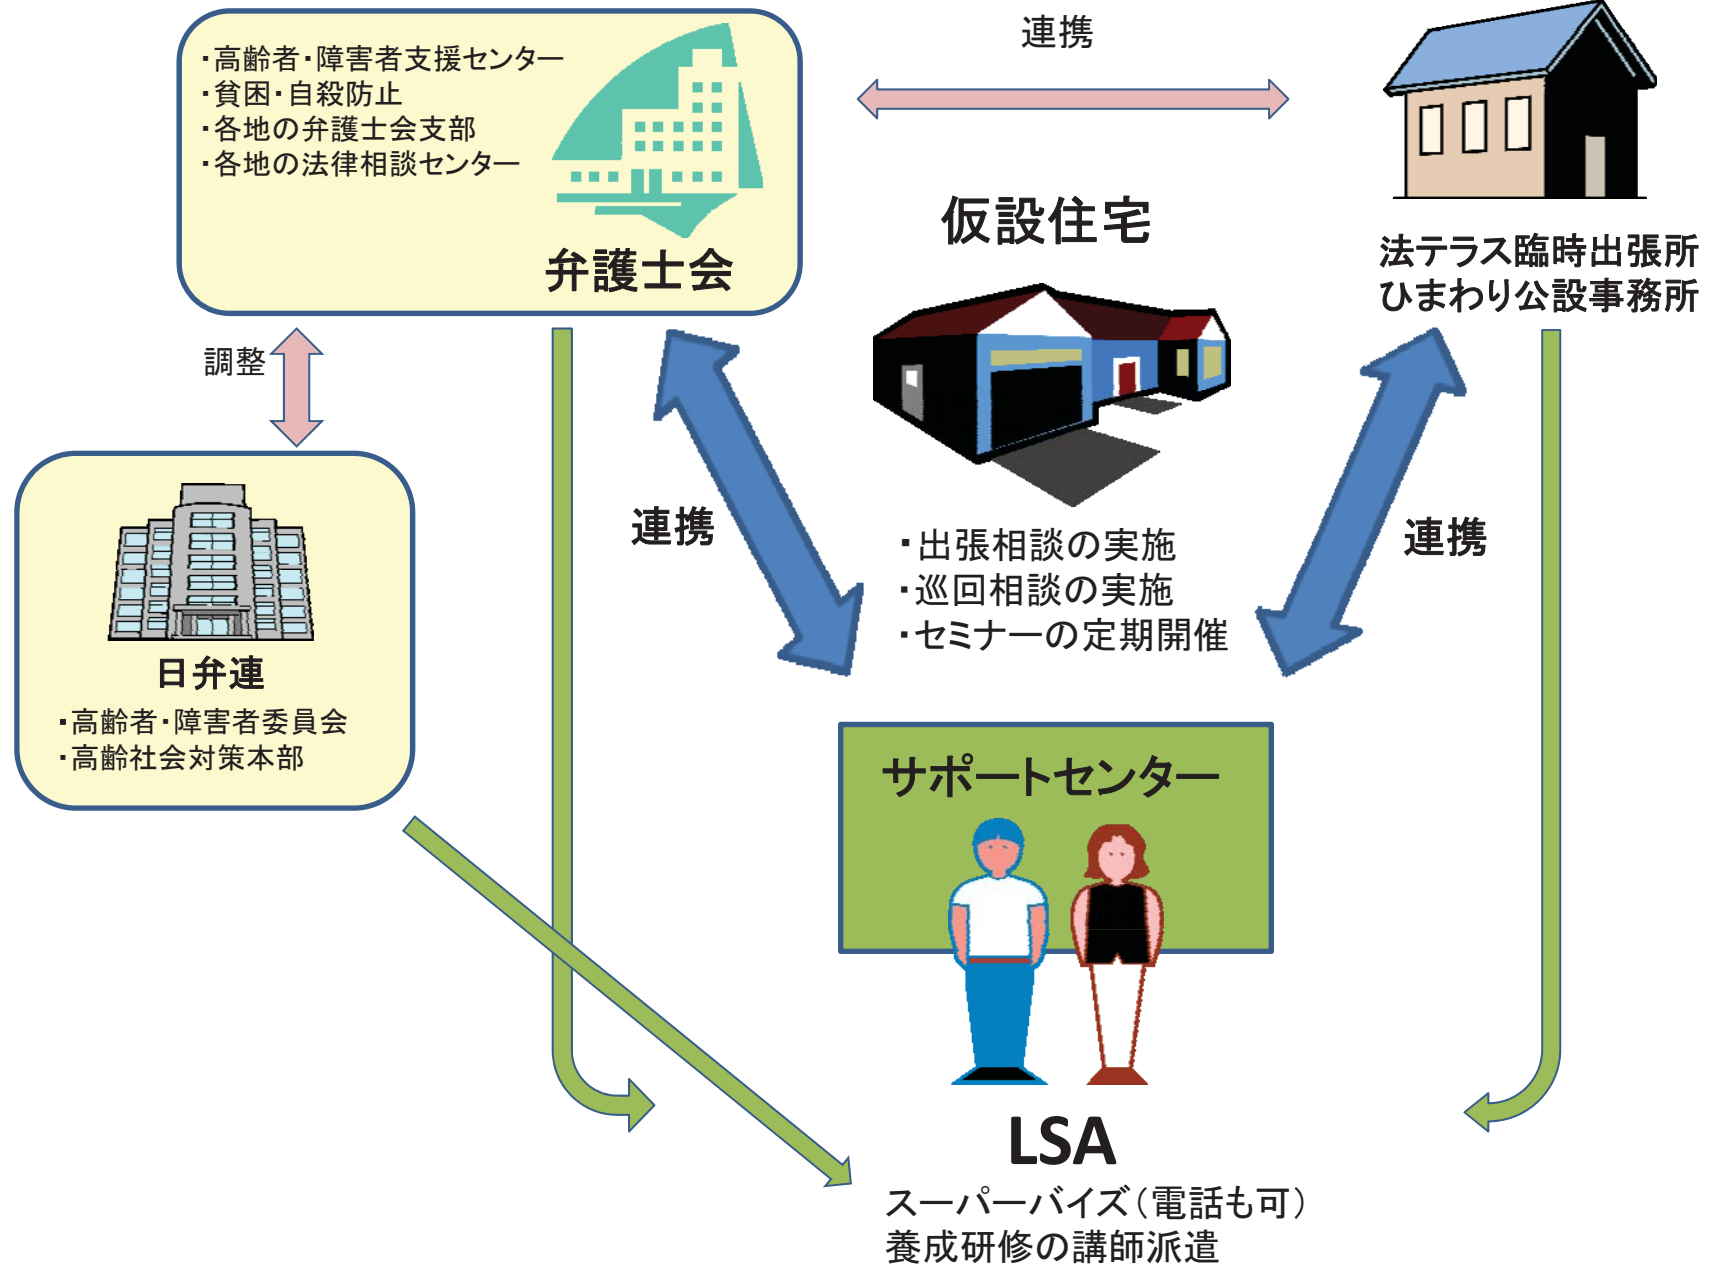 ・高齢者・障害者支援センター
・貧困・自殺防止
・各地の弁護士会支部
・各地の法律相談センター
弁護士会
連携
法テラス臨時出張所
ひまわり公設事務所
仮設住宅
調整
連携
・出張相談の実施
・巡回相談の実施
・セミナーの定期開催
連携
日弁連
・高齢者・障害者委員会
・高齢社会対策本部
サポートセンター
LSA
スーパーバイズ（電話も可）
養成研修の講師派遣